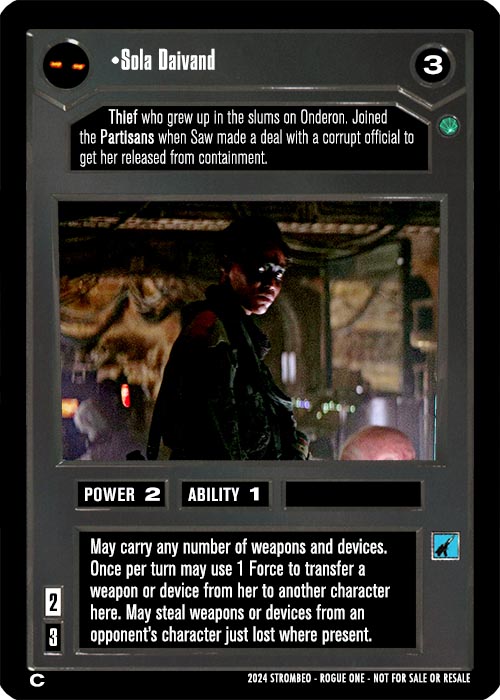 •Sola Daivand
3
Thief who grew up in the slums on Onderon. Joined
the Partisans when Saw made a deal with a corrupt official to
get her released from containment.
POWER 2
ABILITY 1
May carry any number of weapons and devices.
Once per turn may use 1 Force to transfer a
weapon or device from her to another character
here. May steal weapons or devices from an
opponent's character just lost where present.
2
3
C
2024 STROMBEO - ROGUE ONE - NOT FOR SALE OR RESALE